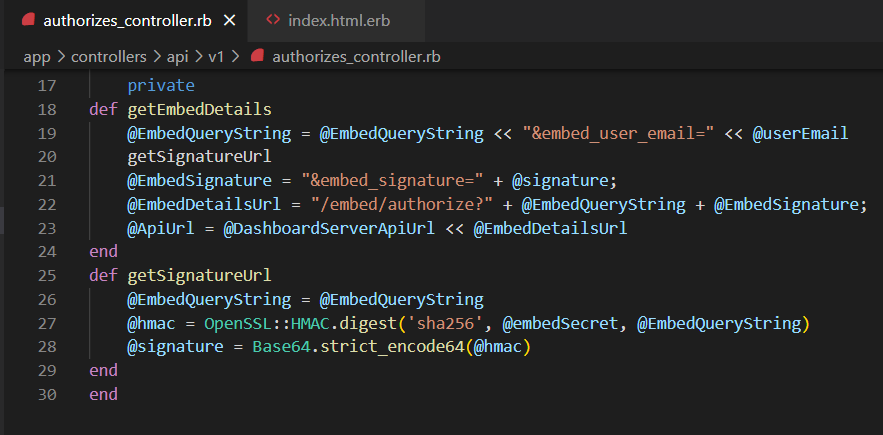 authorizes_controller.rb × <> index.html.erb
app > controllers > api > v1 > authorizes_controller.rb
17 private
18 def getEmbedDetails
19 @EmbedQueryString = @EmbedQueryString << "&embed_user_email=" << @userEmail
20 getSignatureUrl
21 @EmbedSignature = "&embed_signature=" + @signature;
22 @EmbedDetailsUrl = "/embed/authorize?" + @EmbedQueryString + @EmbedSignature;
23 @ApiUrl = @DashboardServerApiUrl << @EmbedDetailsUrl
24 end
25 def getSignatureUrl
26 @EmbedQueryString = @EmbedQueryString
27 @hmac = OpenSSL::HMAC.digest('sha256', @embedSecret, @EmbedQueryString)
28 @signature = Base64.strict_encode64(@hmac)
29 end
30 end